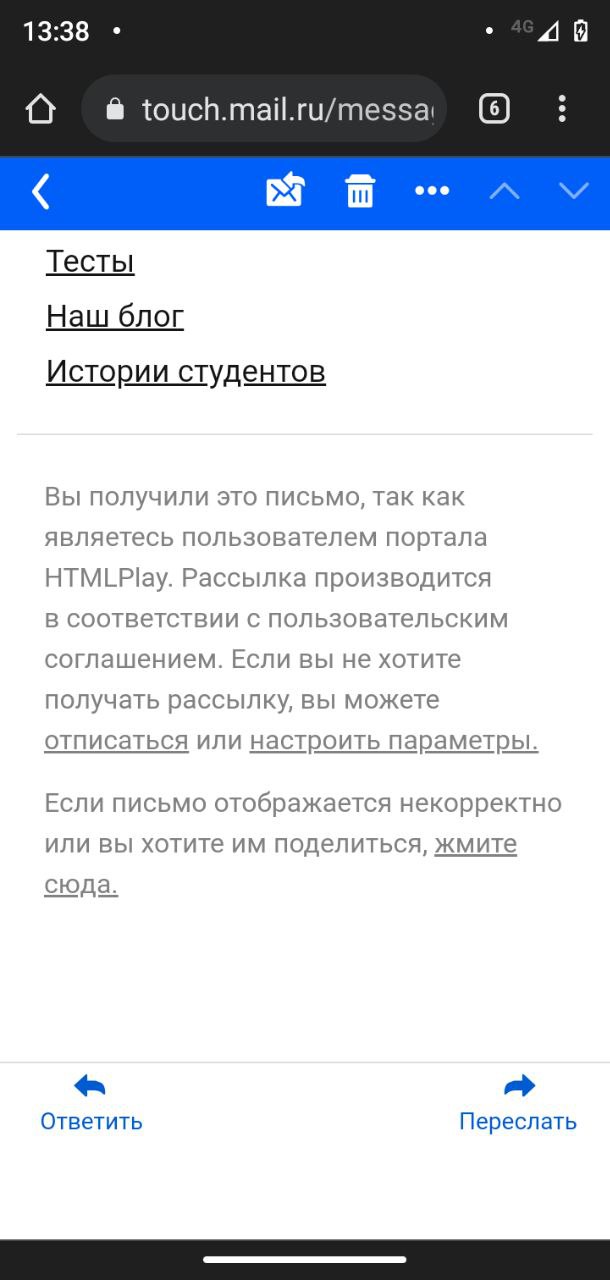 13:38
4G
touch.mail.ru/messa
6
Тесты
Наш блог
Истории студентов
Вы получили это письмо, так как
являетесь пользователем портала
HTMLPlay. Рассылка производится
в соответствии с пользовательским
соглашением. Если вы не хотите
получать рассылку, вы можете
отписаться или настроить параметры.
Если письмо отображается некорректно
или вы хотите им поделиться, жмите
сюда.
Ответить
Переслать